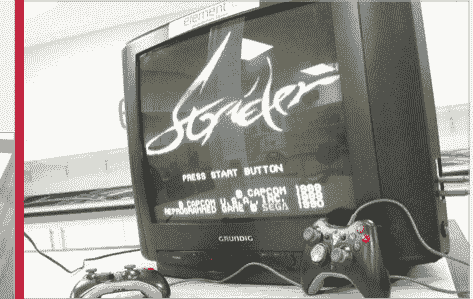 element
Strider
PRESS START BUTTON
© CAPCOM 1989
© CAPCOM U.S.A., INC. 1989
REPROGRAMMED GAME © SEGA 1990
GRUNDIG